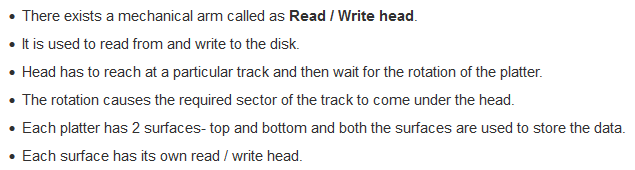 • There exists a mechanical arm called as Read / Write head.
• It is used to read from and write to the disk.
• Head has to reach at a particular track and then wait for the rotation of the platter.
• The rotation causes the required sector of the track to come under the head.
• Each platter has 2 surfaces- top and bottom and both the surfaces are used to store the data.
• Each surface has its own read / write head.